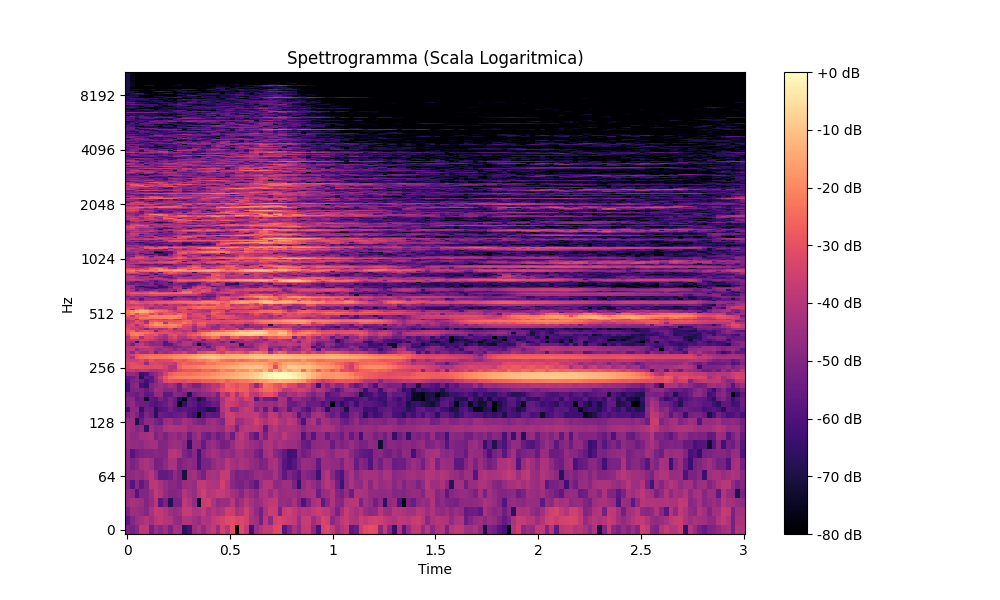 Spettrogramma (Scala Logaritmica)
Hz
8192
4096
2048
1024
512
256
128
64
0
0
0.5
1
1.5
2
2.5
3
Time
+0 dB
-10 dB
-20 dB
-30 dB
-40 dB
-50 dB
-60 dB
-70 dB
-80 dB